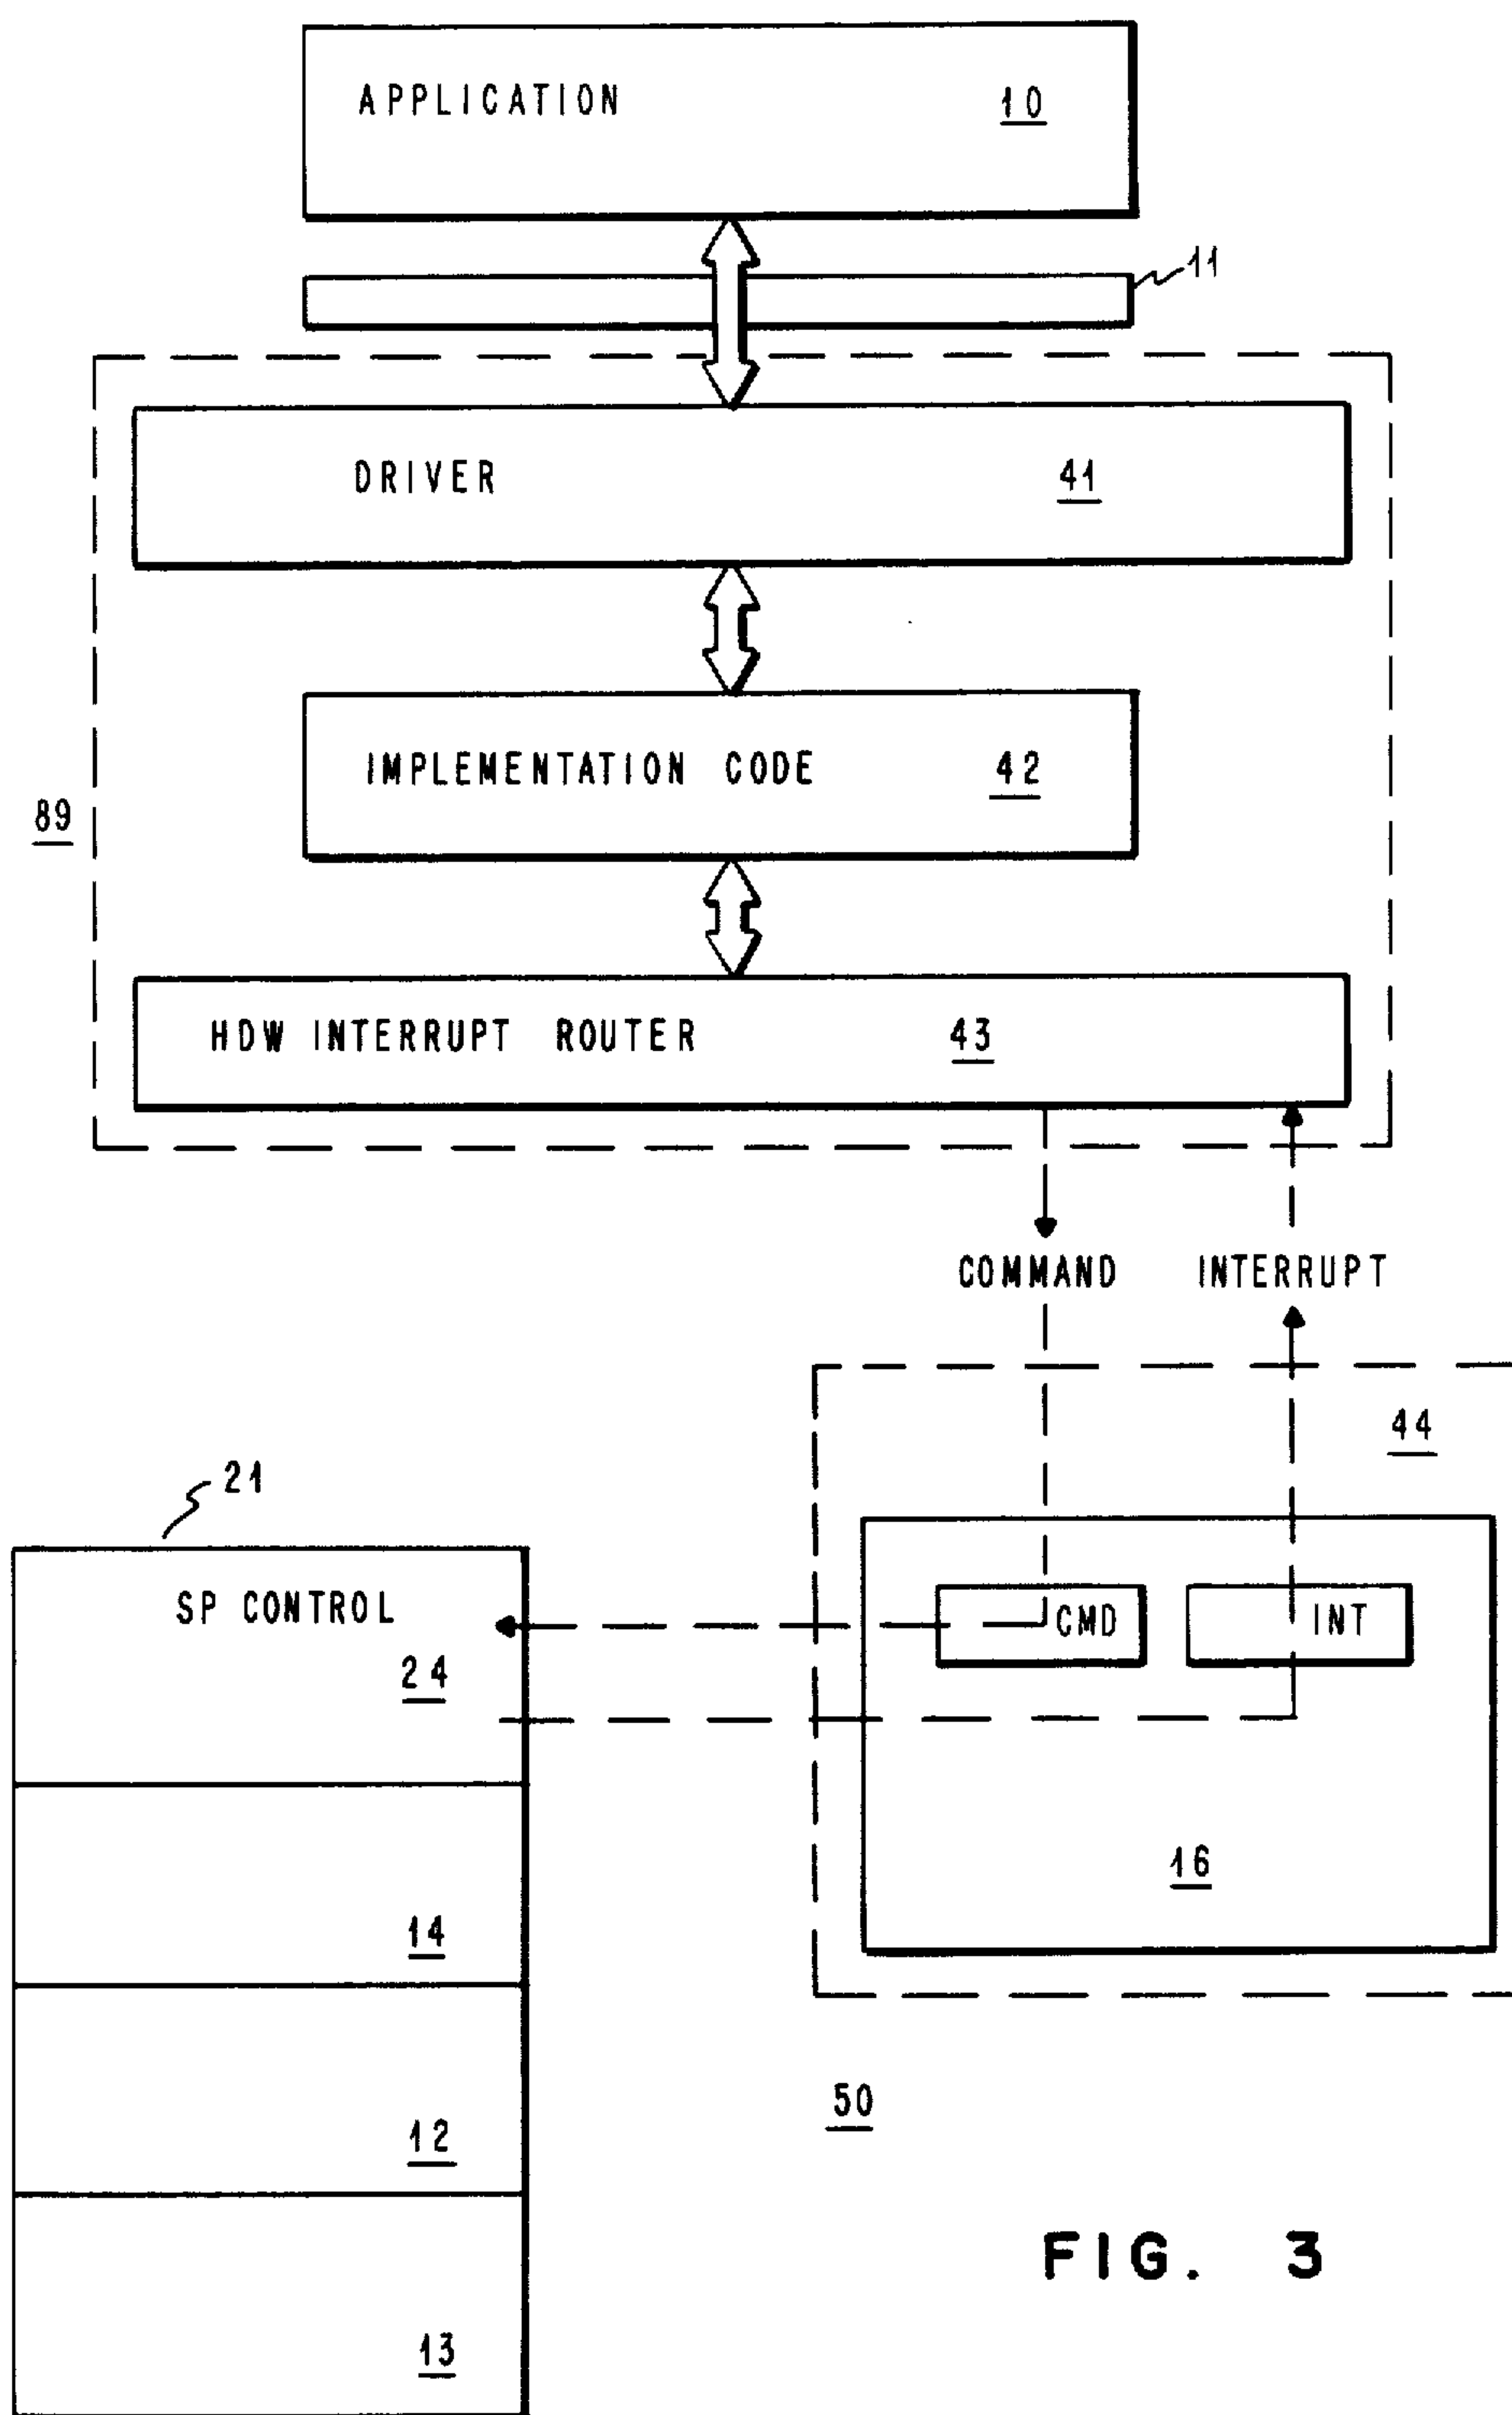 APPLICATION 10
11
DRIVER 41
IMPLEMENTATION CODE 42
89
HDW INTERRUPT ROUTER 43
COMMAND INTERRUPT
44
21
SP CONTROL
24
CMD INT
16
14
12
50
13
FIG. 3